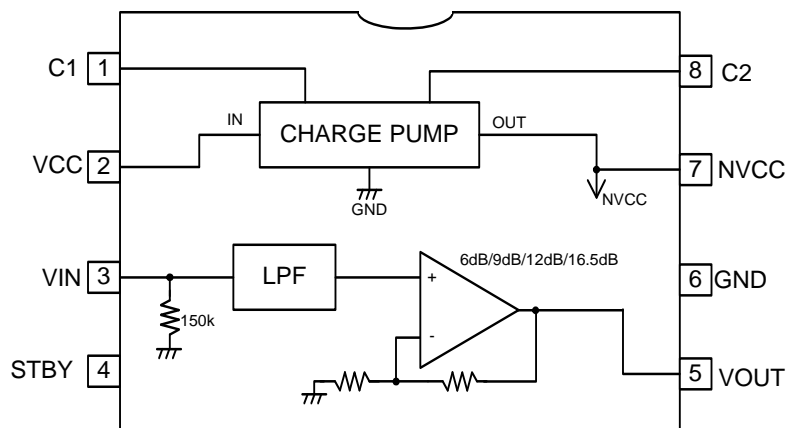 C1 1
8 C2
IN
CHARGE PUMP
OUT
VCC 2
7 NVCC
GND
NVCC
6dB/9dB/12dB/16.5dB
VIN 3
LPF
+
6 GND
150k
-
STBY 4
5 VOUT